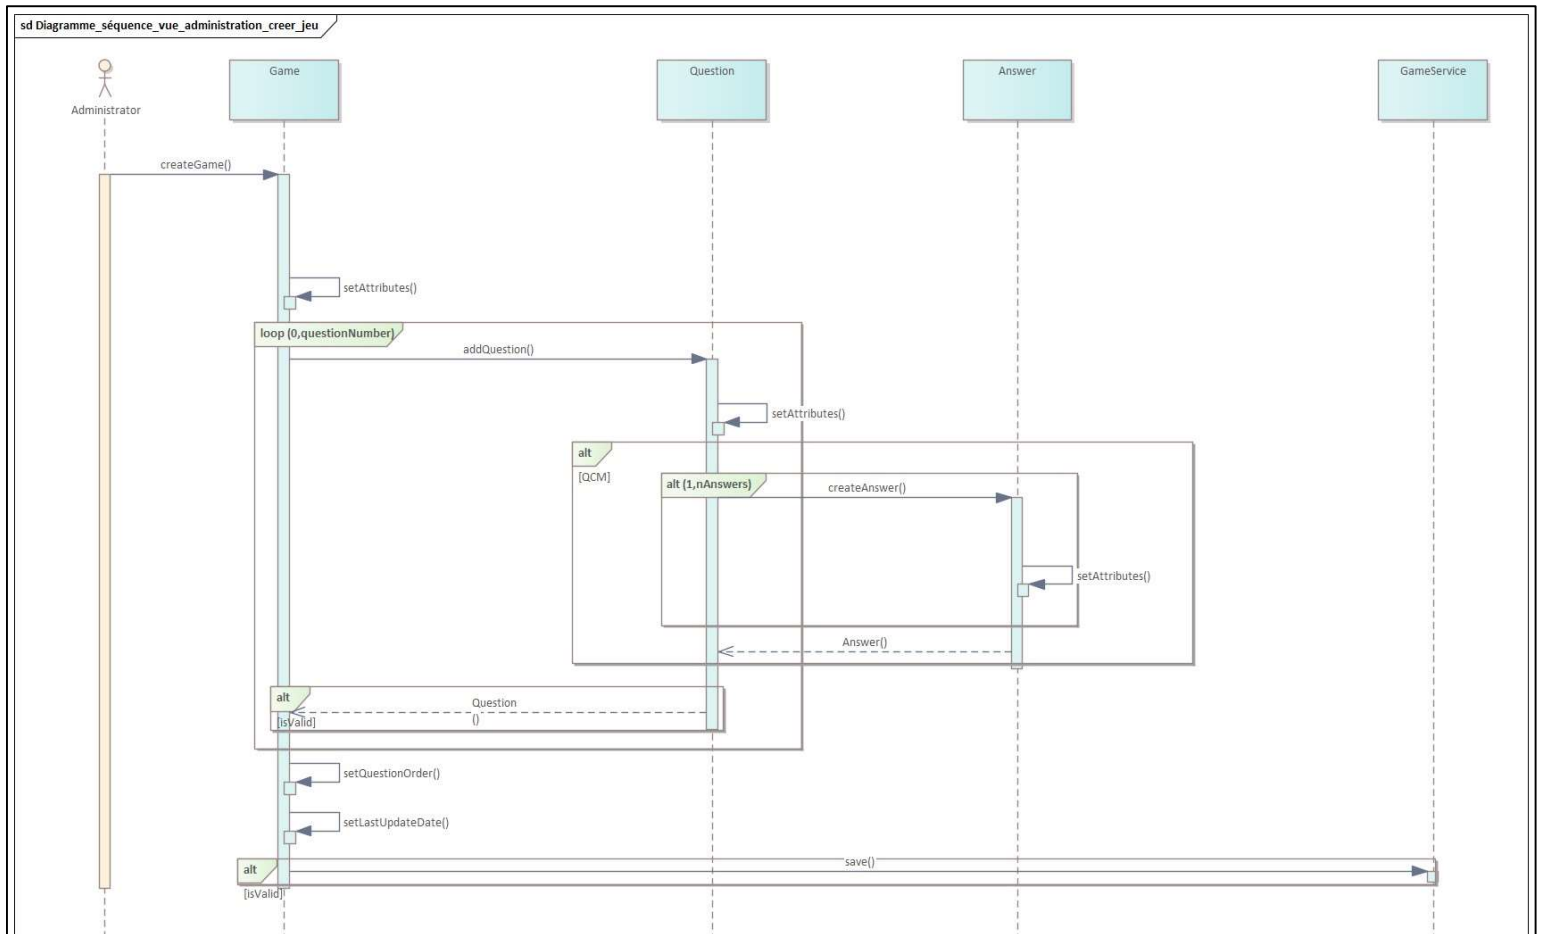 sd Diagramme_séquence_vue_administration_creer_jeu
Administrator
Game
Question
Answer
GameService
createGame()
setAttributes()
loop (0,questionNumber)
addQuestion()
setAttributes()
alt
[QCM]
alt (1,nAnswers)
createAnswer()
setAttributes()
Answer()
alt
[isValid]
Question
()
setQuestionOrder()
setLastUpdateDate()
alt
save()
[isValid]